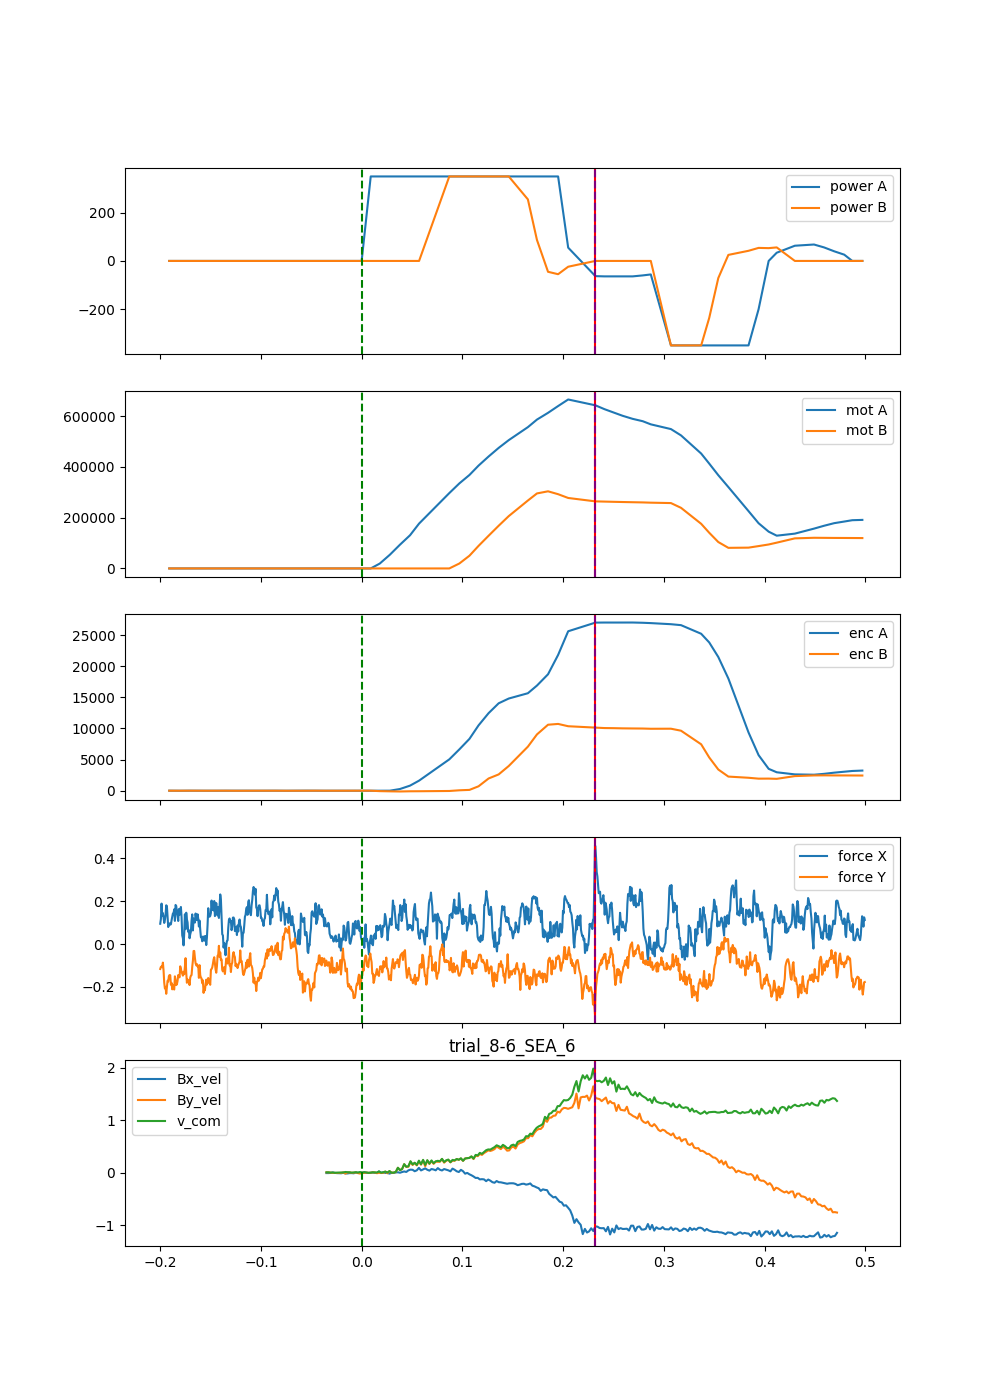 power A
power B
200
0
−200
mot A
mot B
600000
400000
200000
0
enc A
enc B
25000
20000
15000
10000
5000
0
force X
force Y
0.4
0.2
0.0
−0.2
trial_8-6_SEA_6
Bx_vel
By_vel
v_com
2
1
0
−1
−0.2 −0.1 0.0 0.1 0.2 0.3 0.4 0.5